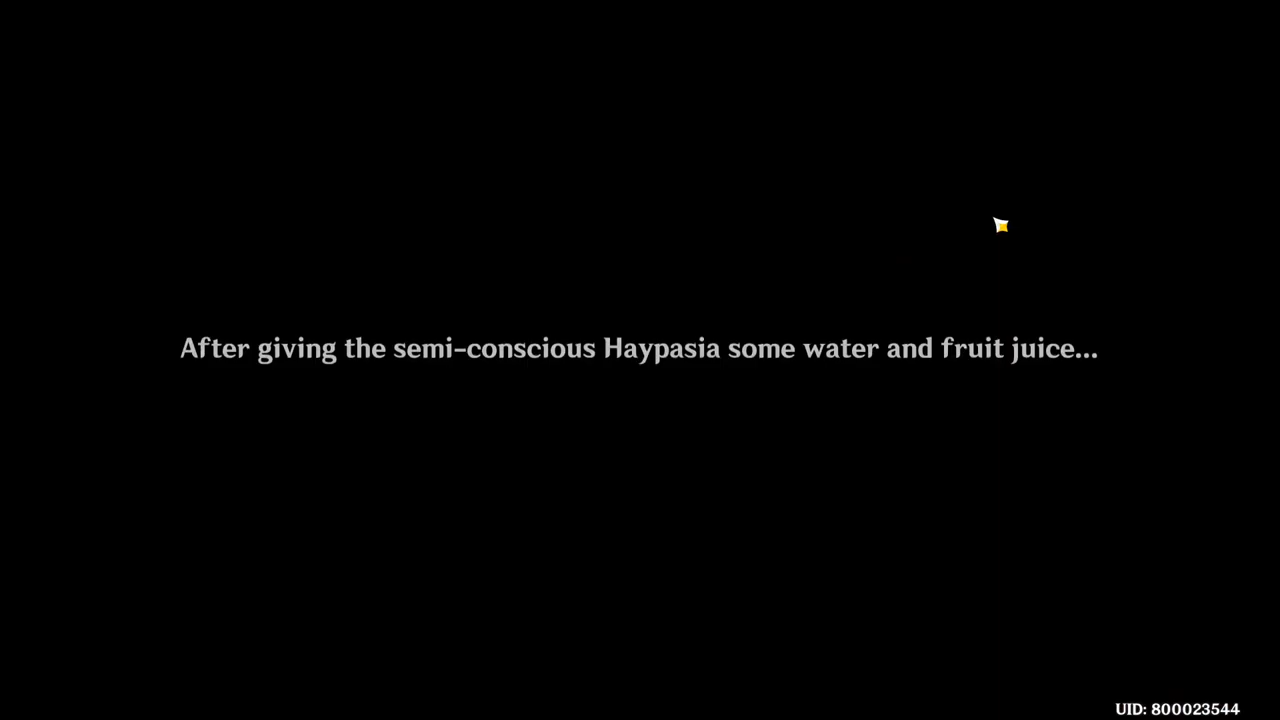 After giving the semi-conscious Haypasia some water and fruit juice...
UID: 800023544